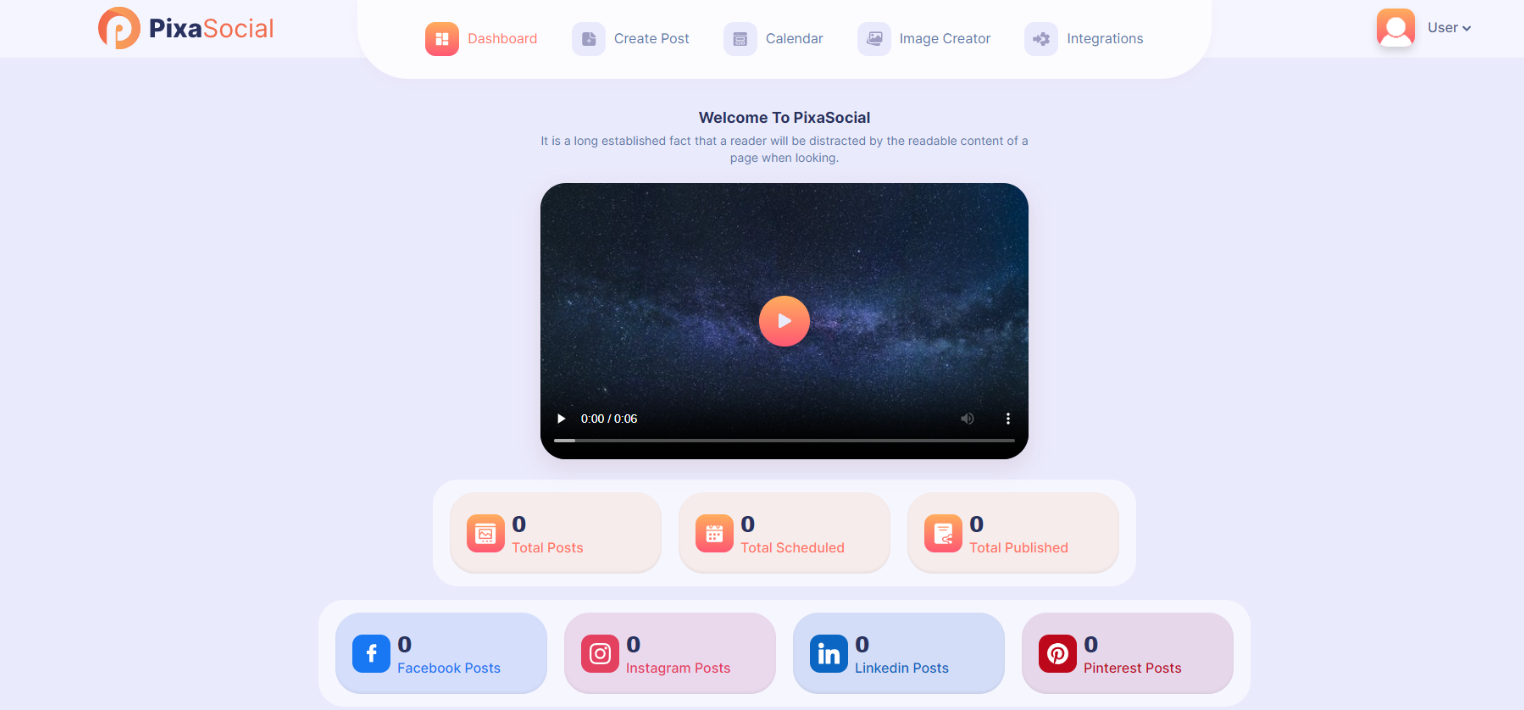 PixaSocial
Dashboard
Create Post
Calendar
Image Creator
Integrations
User
Welcome To PixaSocial
It is a long established fact that a reader will be distracted by the readable content of a
page when looking.
0:00 / 0:06
0
Total Posts
0
Total Scheduled
0
Total Published
0
Facebook Posts
0
Instagram Posts
0
Linkedin Posts
0
Pinterest Posts